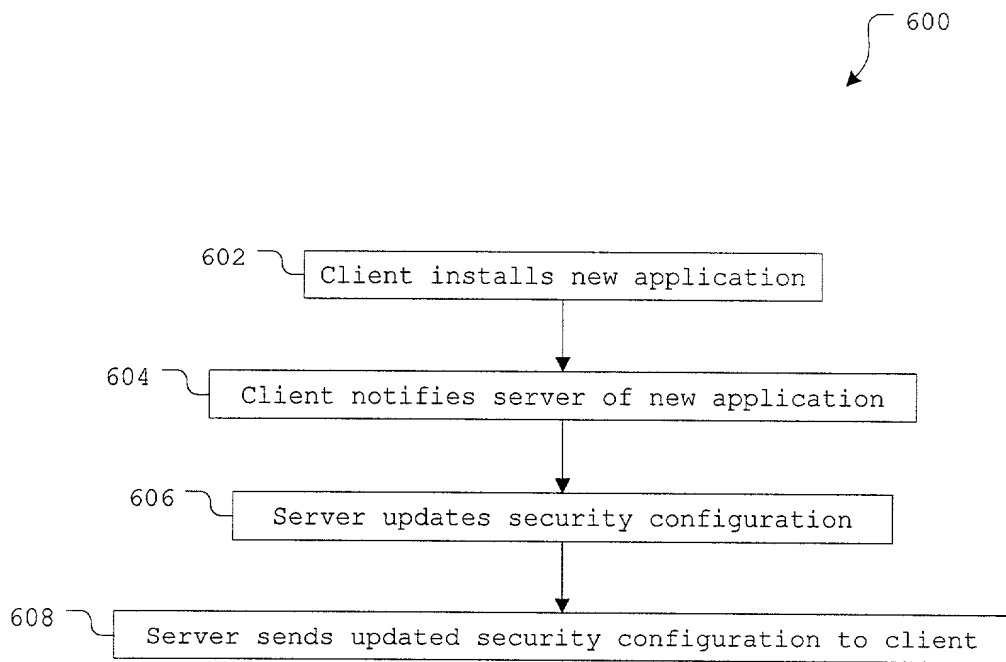 600
602
Client installs new application
604
Client notifies server of new application
606
Server updates security configuration
608
Server sends updated security configuration to client